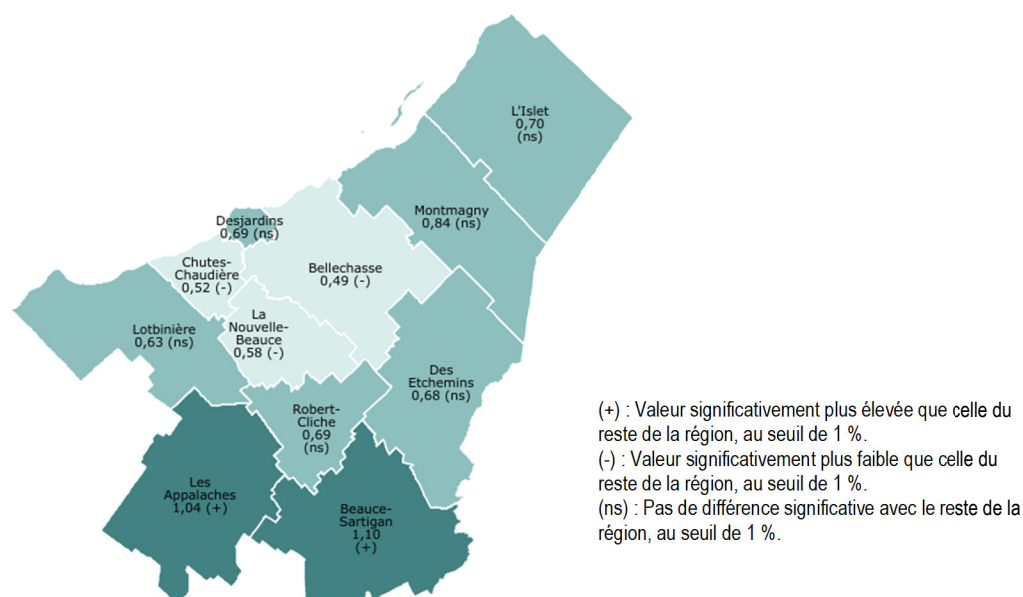 L'Islet
0,70
(ns)
Montmagny
0,84 (ns)
Desjardins
0,69 (ns)
Chutes-
Chaudière
0,52 (-)
Bellechasse
0,49 (-)
La
Nouvelle-
Beauce
0,58 (-)
Lotbinière
0,63 (ns)
Des
Etchemins
0,68 (ns)
Robert-
Cliche
0,69
(ns)
Les
Appalaches
1,04 (+)
Beauce-
Sartigan
1,10
(+)
(+) : Valeur significativement plus élevée que celle du
reste de la région, au seuil de 1 %.
(-) : Valeur significativement plus faible que celle du
reste de la région, au seuil de 1 %.
(ns) : Pas de différence significative avec le reste de la
région, au seuil de 1 %.